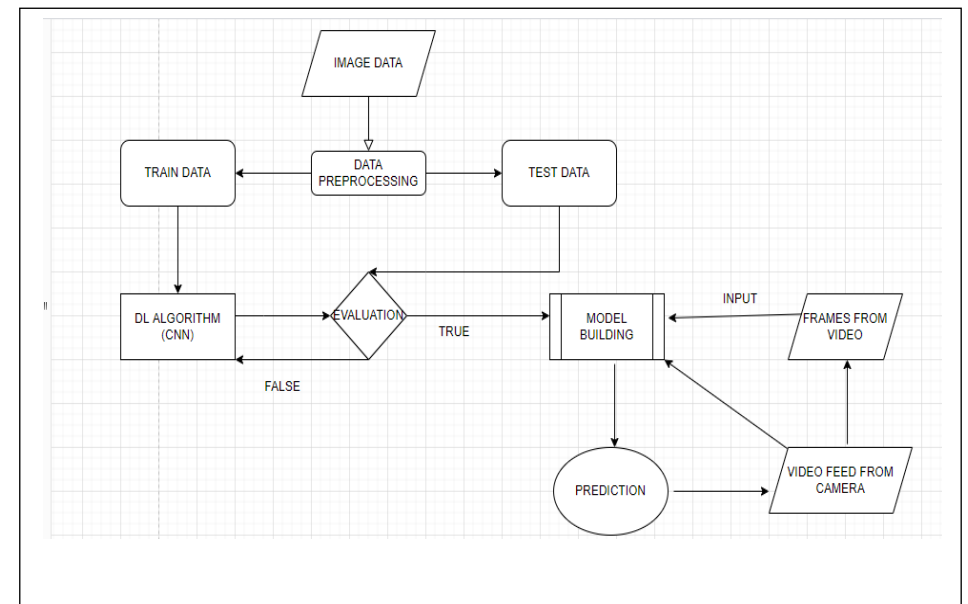 IMAGE DATA
TRAIN DATA
DATA
PREPROCESSING
TEST DATA
DL ALGORITHM
(CNN)
EVALUATION
TRUE
FALSE
MODEL
BUILDING
INPUT
FRAMES FROM
VIDEO
PREDICTION
VIDEO FEED FROM
CAMERA